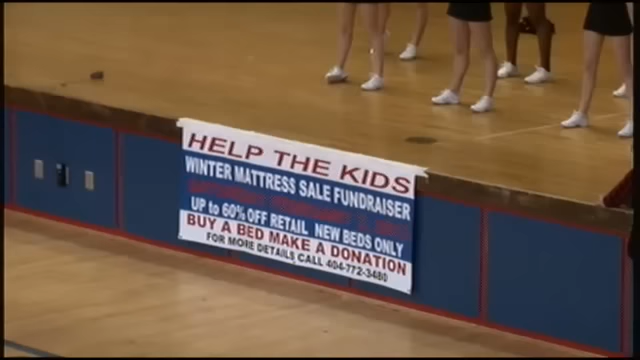 HELP THE KIDS
WINTER MATTRESS SALE FUNDRAISER
UP to 60% OFF RETAIL NEW BEDS ONLY
BUY A BED MAKE A DONATION
FOR MORE DETAILS CALL 404-772-3480